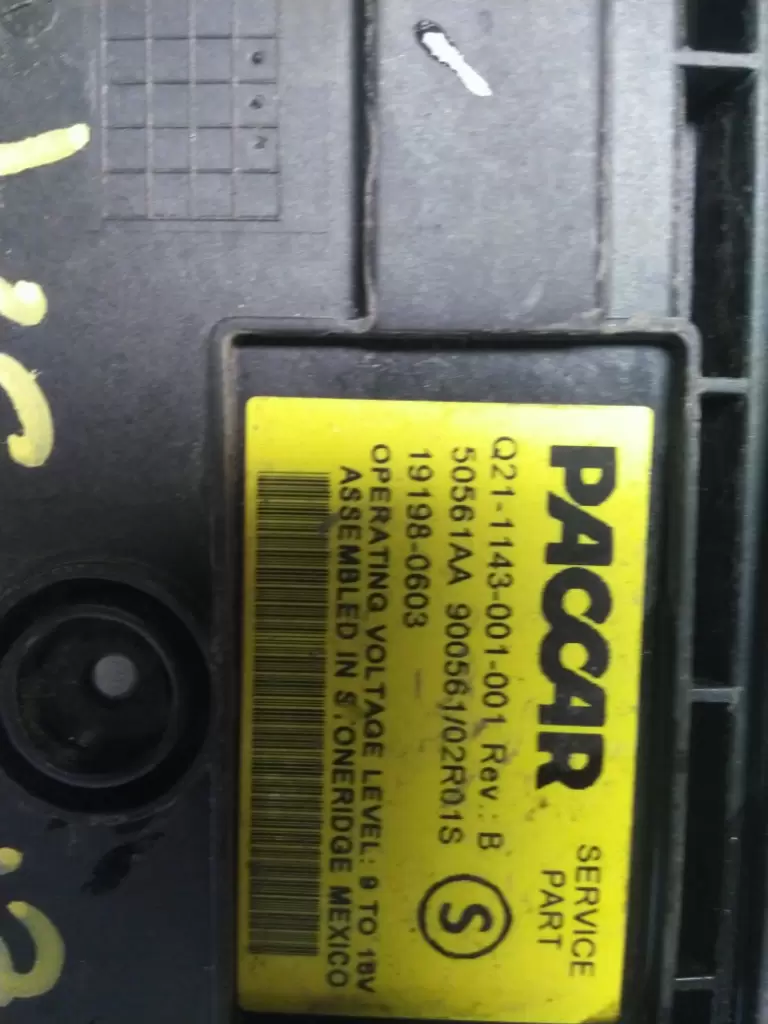 PACCAR
SERVICE
PART
Q21-1143-001-001 Rev.: B
50561AA 900561/02R01S
19198-0603
S
OPERATING VOLTAGE LEVEL: 9 TO 18V
ASSEMBLED IN S ONERIDGE MEXICO